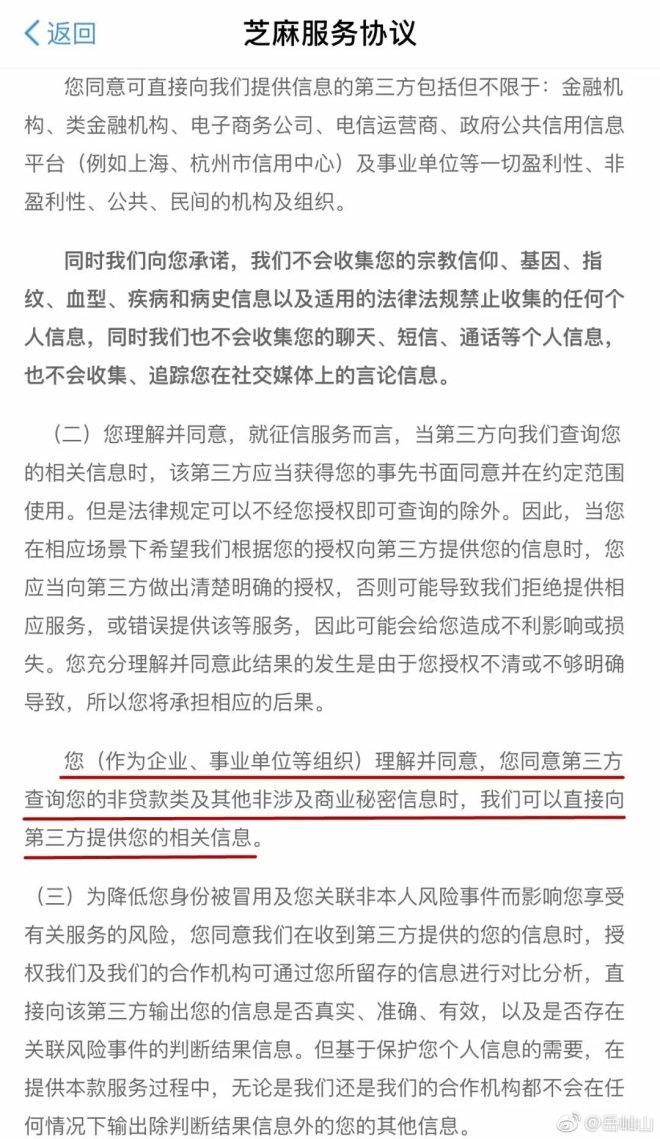 返回
芝麻服务协议
您同意可直接向我们提供信息的第三方包括但不限于：金融机
构、类金融机构、电子商务公司、电信运营商、政府公共信用信息
平台（例如上海、杭州市信用中心）及事业单位等一切盈利性、非
盈利性、公共、民间的机构及组织。
同时我们向您承诺，我们不会收集您的宗教信仰、基因、指
纹、血型、疾病和病史信息以及适用的法律法规禁止收集的任何个
人信息，同时我们也不会收集您的聊天、短信、通话等个人信息，
也不会收集、追踪您在社交媒体上的言论信息。
（二）您理解并同意，就征信服务而言，当第三方向我们查询您
的相关信息时，该第三方应当获得您的事先书面同意并在约定范围
使用。但是法律规定可以不经您授权即可查询的除外。因此，当您
在相应场景下希望我们根据您的授权向第三方提供您的信息时，您
应当向第三方做出清楚明确的授权，否则可能导致我们拒绝提供相
应服务，或错误提供该等服务，因此可能会给您造成不利影响或损
失。您充分理解并同意此结果的发生是由于您授权不清或不够明确
导致，所以您将承担相应的后果。
您（作为企业、事业单位等组织）理解并同意，您同意第三方
查询您的非贷款类及其他非涉及商业秘密信息时，我们可以直接向
第三方提供您的相关信息。
（三）为降低您身份被冒用及您关联非本人风险事件而影响您享受
有关服务的风险，您同意我们在收到第三方提供的您的信息时，授
权我们及我们的合作机构可通过您所留存的信息进行对比分析，直
接向该第三方输出您的信息是否真实、准确、有效，以及是否存在
关联风险事件的判断结果信息。但基于保护您个人信息的需要，在
提供本款服务过程中，无论是我们还是我们的合作机构都不会在任
何情况下输出除判断结果信息外的您的其他信息。
@岳屾山